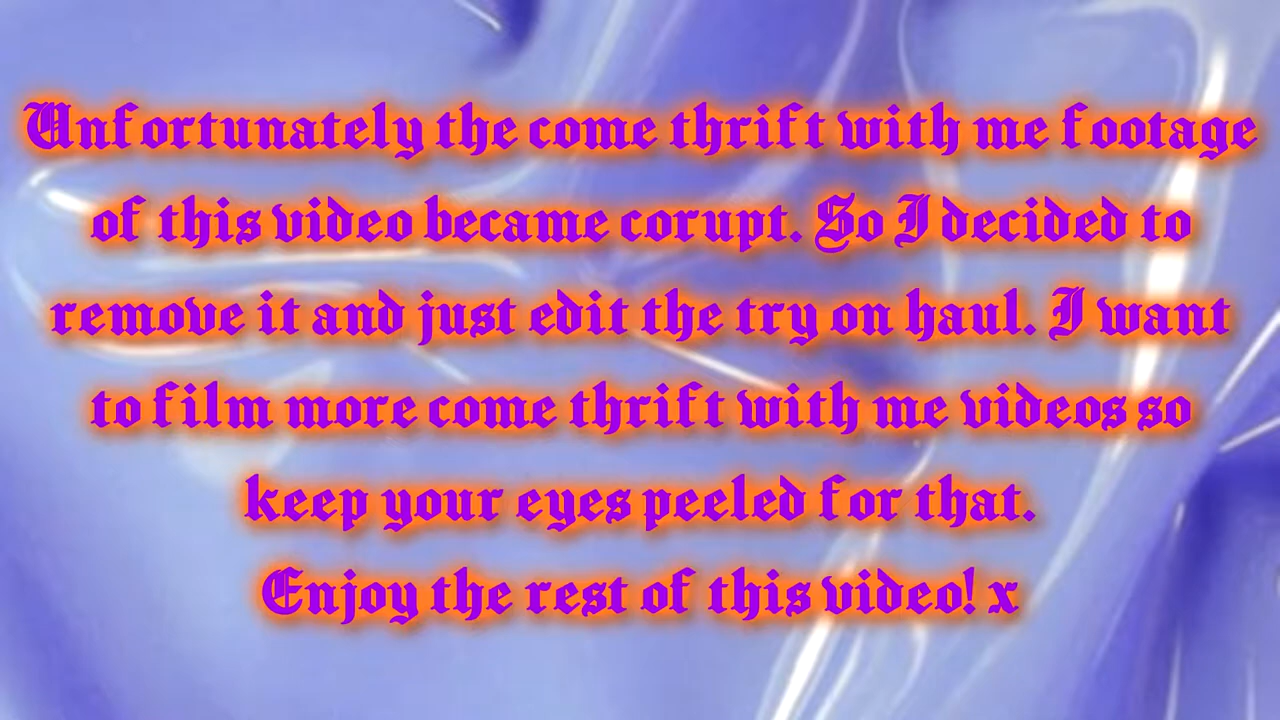 Unfortunately the come thrift with me footage
of this video became corupt. So I decided to
remove it and just edit the try on haul. I want
to film more come thrift with me videos so
keep your eyes peeled for that.
Enjoy the rest of this video! x